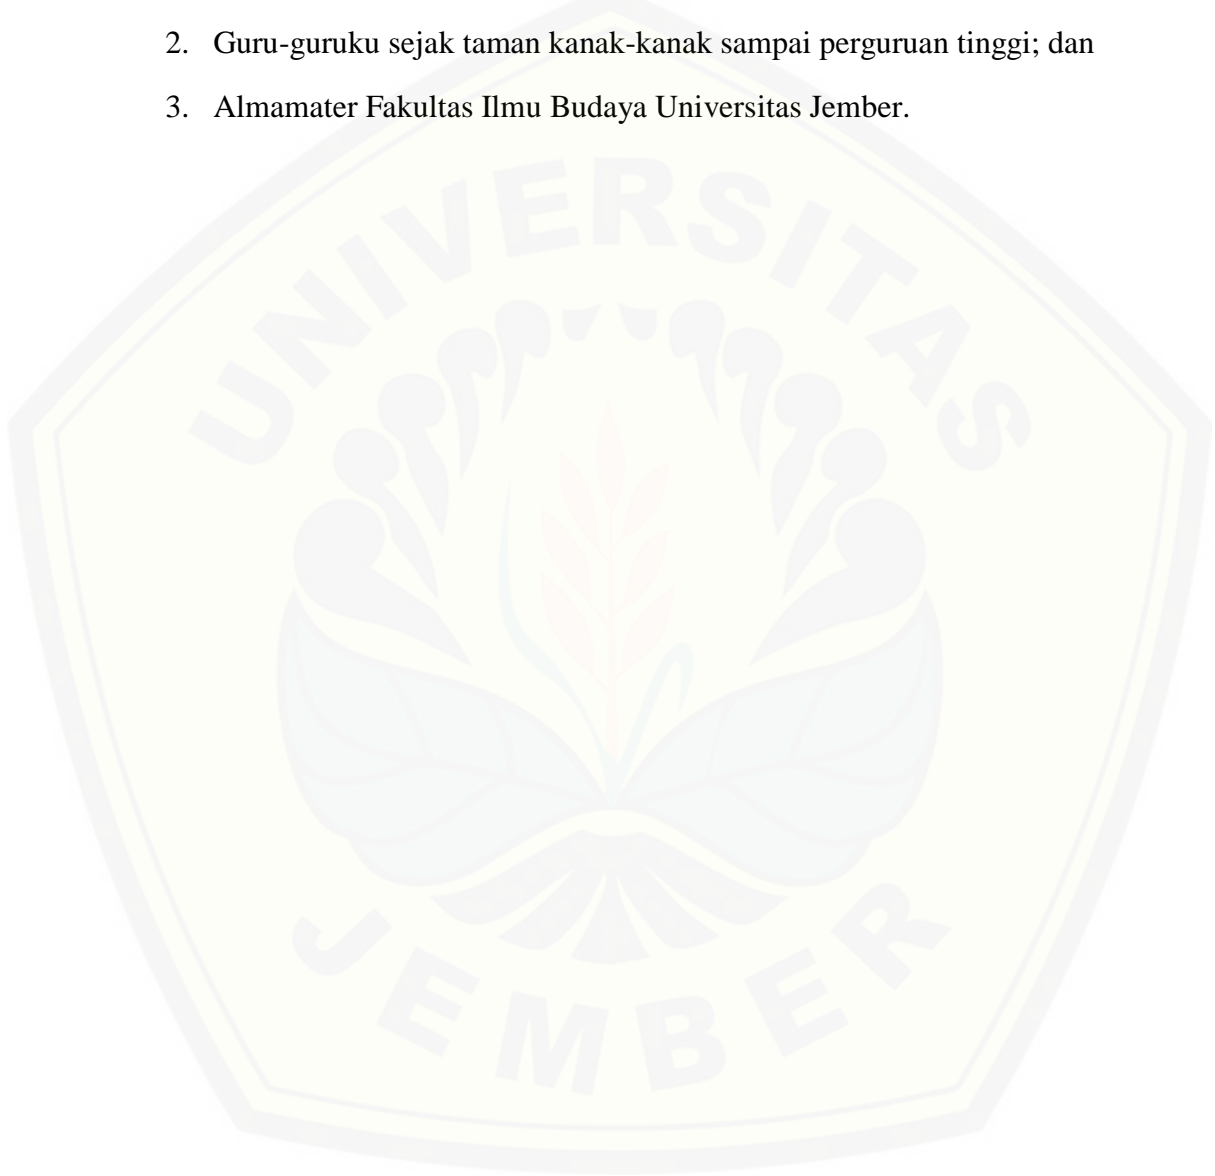 2. Guru-guruku sejak taman kanak-kanak sampai perguruan tinggi; dan
3. Almamater Fakultas Ilmu Budaya Universitas Jember.
UNIVERSITAS
JEMBER